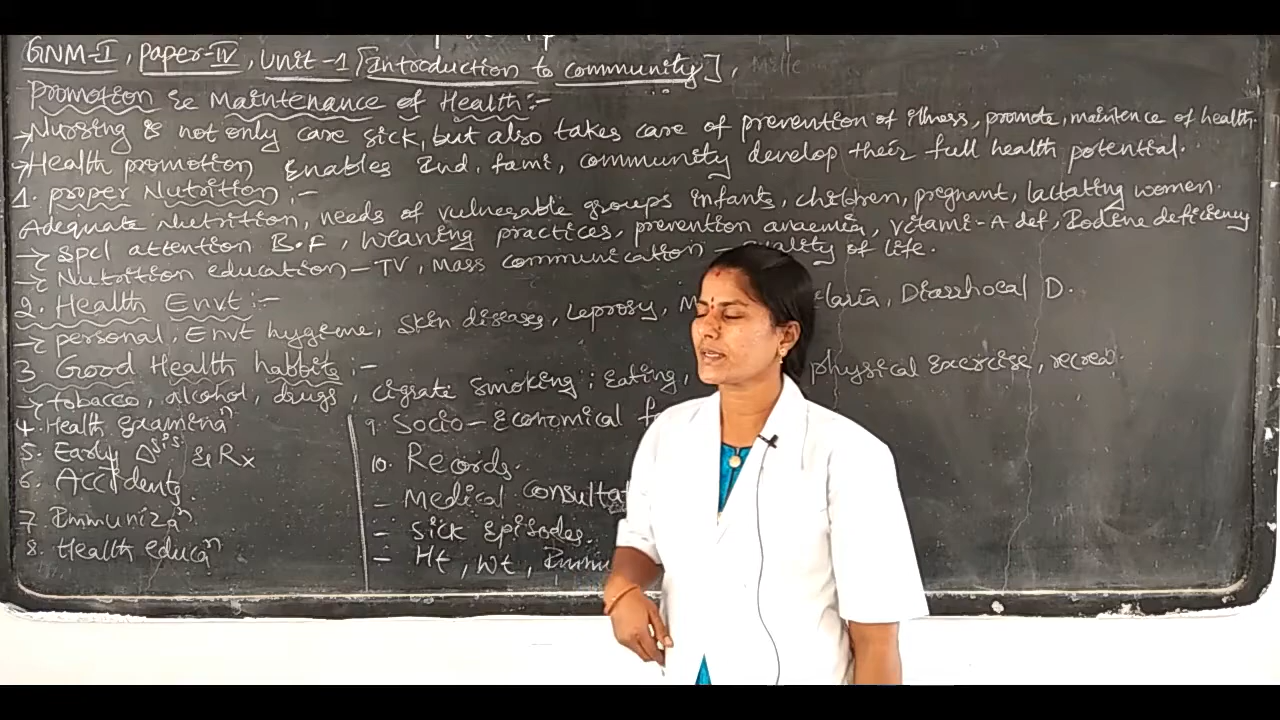 GNM-I, Paper-IV, Unit-1 [Introduction to community],
Promotion & Maintenance of Health:-
→ Nursing is not only care sick, but also takes care of prevention of illness, promote, maintence of health.
→ Health promotion Enables Ind, fami, community develop their full health potential.
1. proper Nutrition :-
Adequate Nutrition, needs of vulnerable groups infants, children, pregnant, lactating women.
→ spcl attention B.F, Weaning practices, prevention anaemia, vitami-A def, Iodine deficiency
→ Nutrition education - TV, Mass communication - quality of life.
2. Health Envt :-
→ personal, Envt hygiene, skin diseases, Leprosy, Diarrhoeal D.
3 Good Health habbits :-
→ tobacco, alcohol, drugs, cigrate smoking; Eating, physical Exercise, recrea
4. Health Examinaⁿ
5. Early Dsis & Rx
6. Accidents
7 Immunizaⁿ
8. Health educaⁿ
9. Socio-Economical
10. Records.
- Medical
- Sick Episodes.
- Ht, Wt,